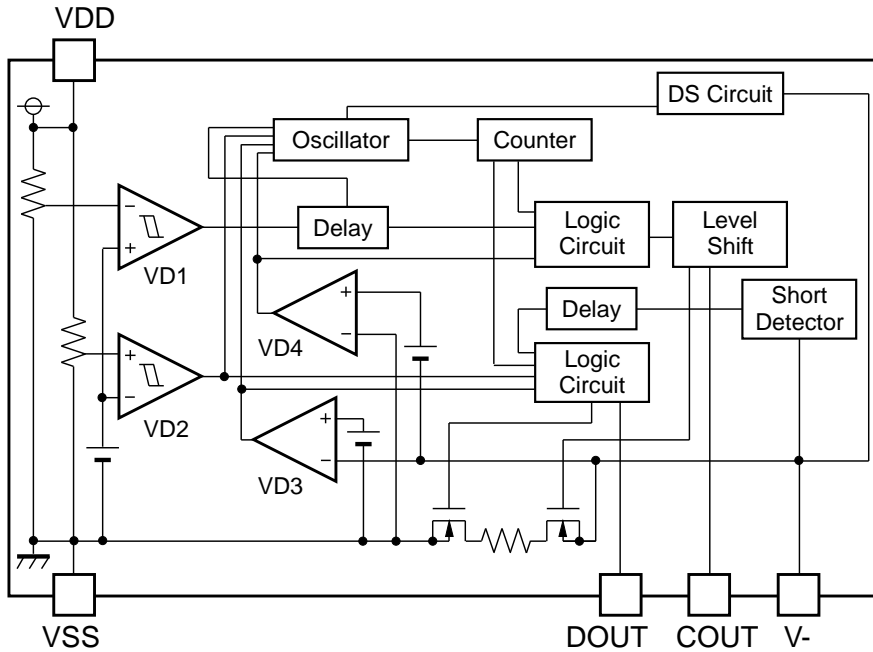 VDD
DS Circuit
Oscillator
Counter
−
+
VD1
Delay
Logic
Circuit
Level
Shift
+
−
VD4
Delay
Short
Detector
+
−
VD2
Logic
Circuit
+
−
VD3
VSS
DOUT
COUT
V-